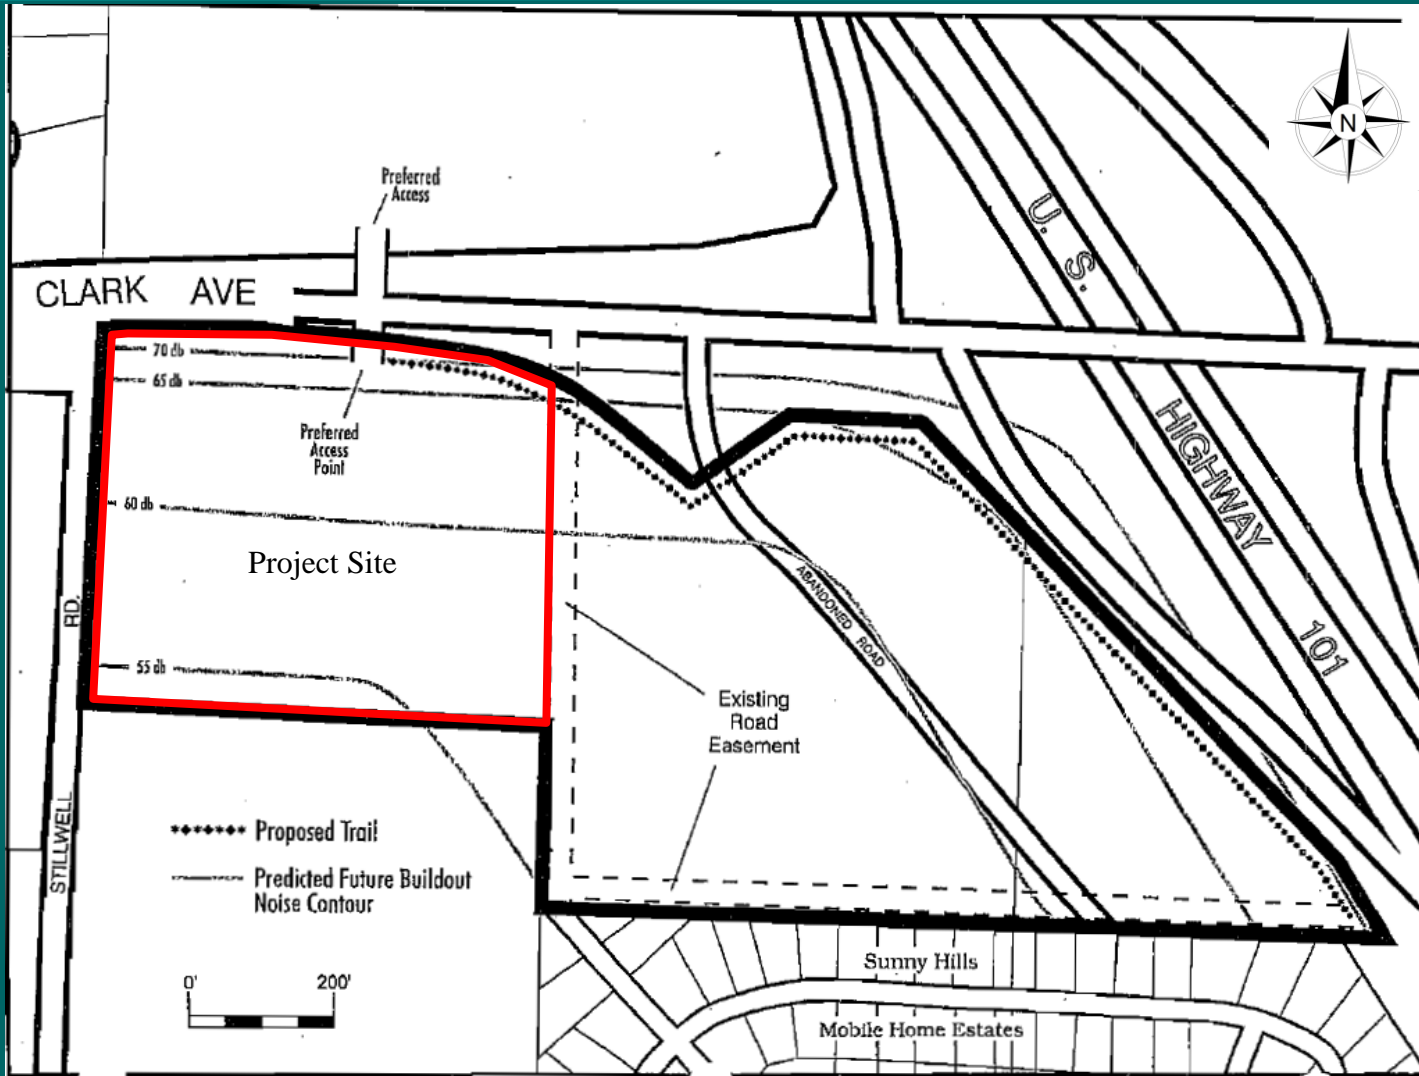 N
Preferred
Access
U. S.
CLARK AVE
70 db
65 db
Preferred
Access
Point
HIGHWAY
60 db
Project Site
ABANDONED ROAD
RD.
101
55 db
Existing
Road
Easement
STILLWELL
Proposed Trail
Predicted Future Buildout
Noise Contour
Sunny Hills
0' 200'
Mobile Home Estates